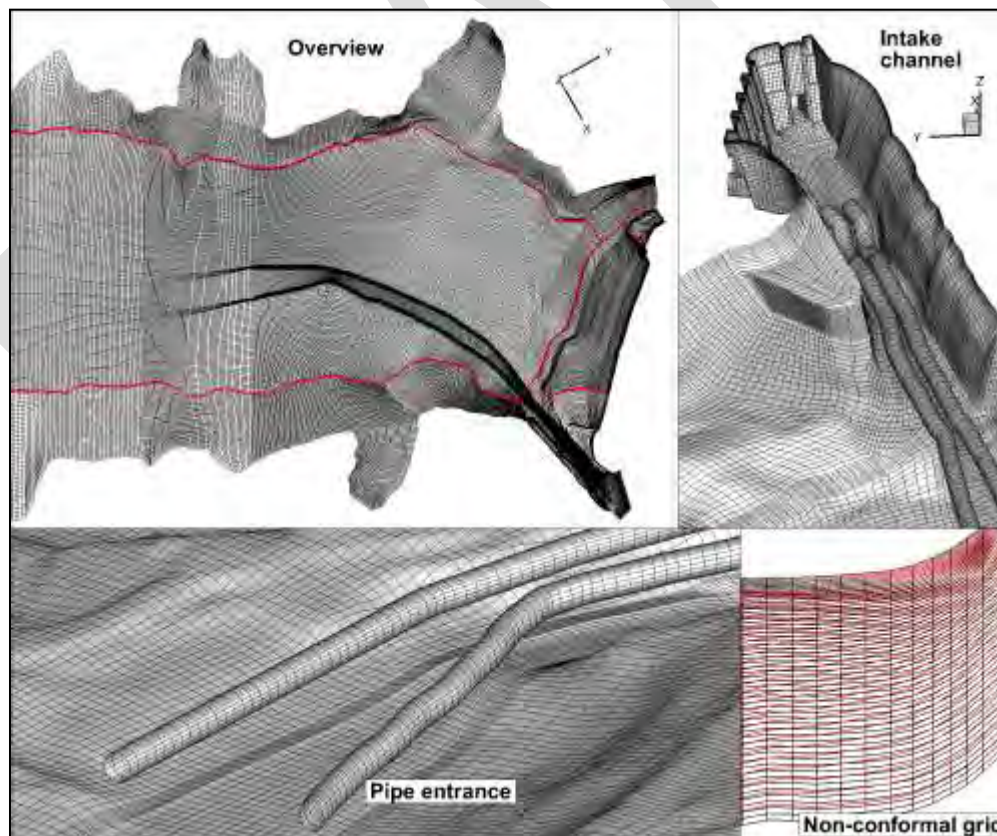 Overview
Y
X
Intake
channel
Z
X
Y
Pipe entrance
Non-conformal grid